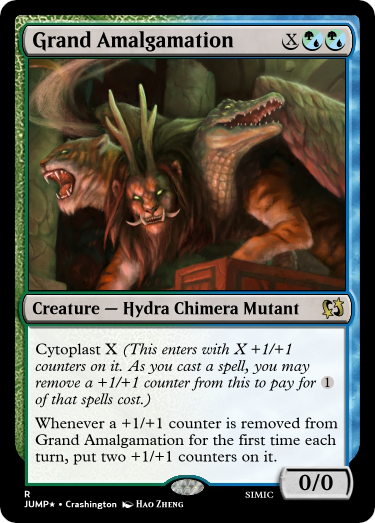 Grand Amalgamation X
Creature — Hydra Chimera Mutant
Cytoplast X (This enters with X +1/+1
counters on it. As you cast a spell, you may
remove a +1/+1 counter from this to pay for 1
of that spells cost.)
Whenever a +1/+1 counter is removed from
Grand Amalgamation for the first time each
turn, put two +1/+1 counters on it.
0/0
R
JUMP★ • Crashington Hao Zheng
SIMIC